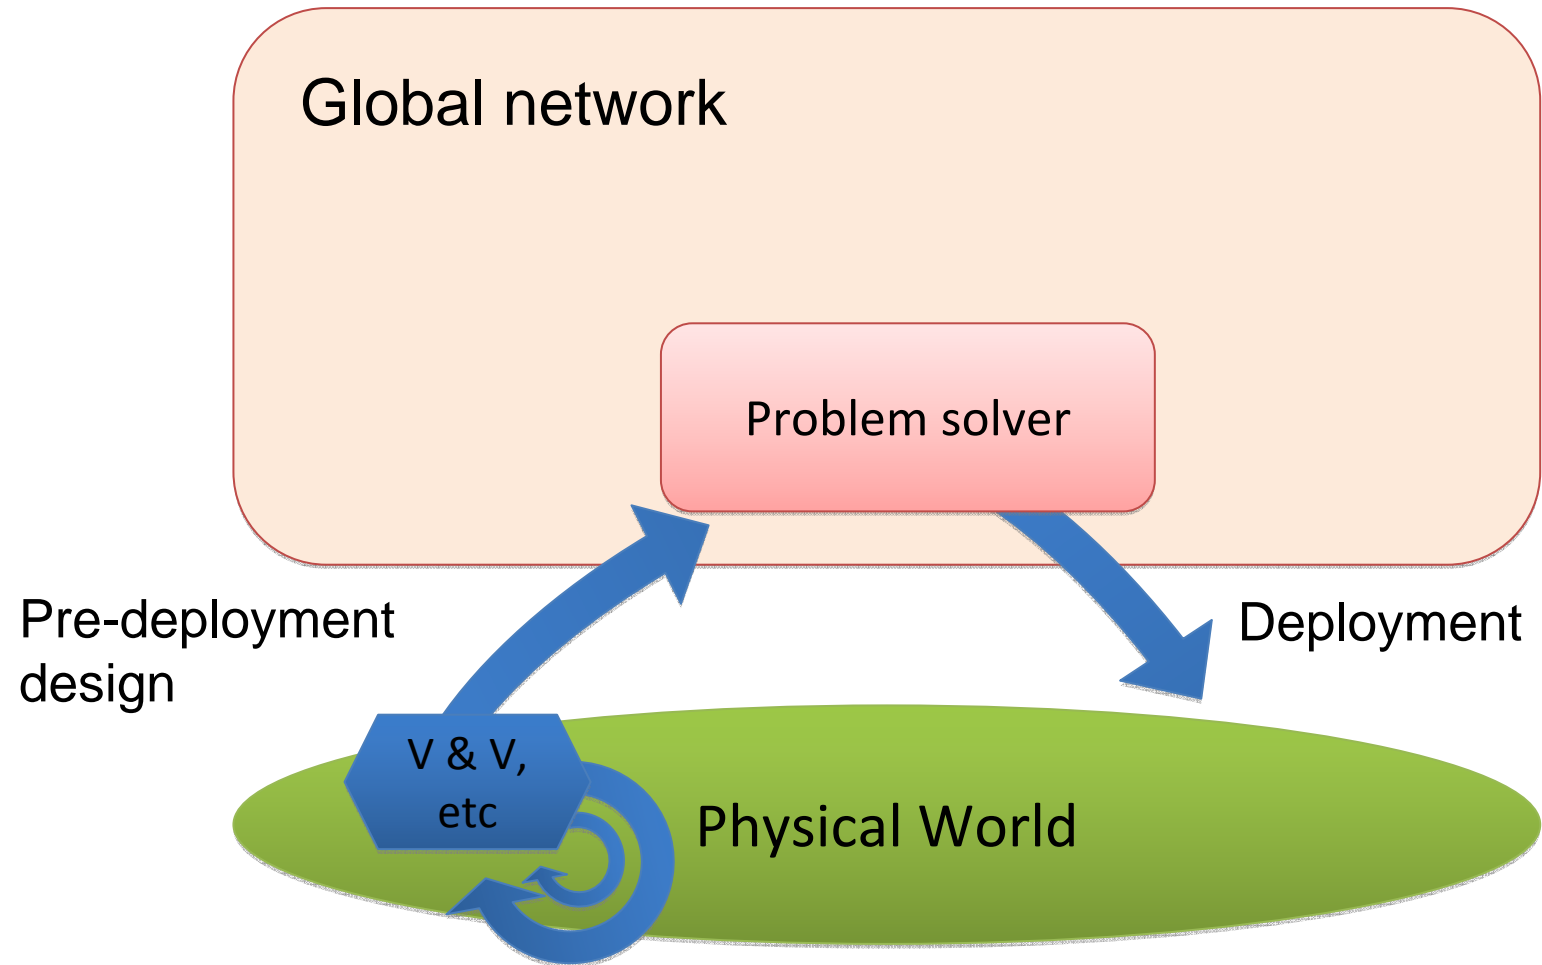 Global network
Problem solver
Pre-deployment
design
Deployment
V & V,
etc
Physical World